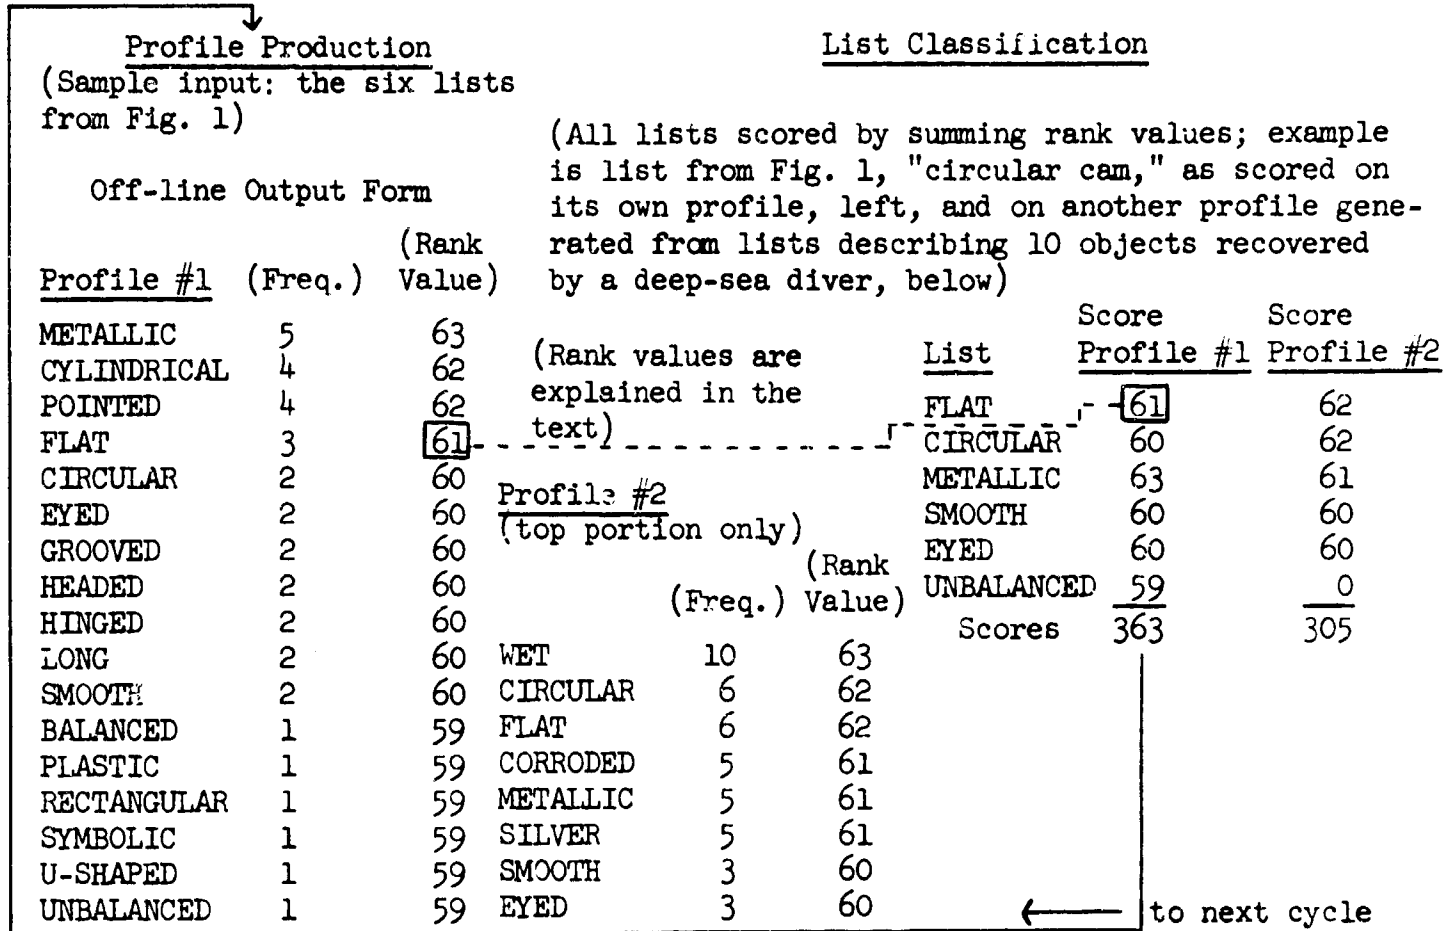 Profile Production
(Sample input: the six lists
from Fig. 1)
Off-line Output Form
Profile #1 (Freq.) (Rank Value)
METALLIC 5 63
CYLINDRICAL 4 62
POINTED 4 62
FLAT 3 61
CIRCULAR 2 60
EYED 2 60
GROOVED 2 60
HEADED 2 60
HINGED 2 60
LONG 2 60
SMOOTH 2 60
BALANCED 1 59
PLASTIC 1 59
RECTANGULAR 1 59
SYMBOLIC 1 59
U-SHAPED 1 59
UNBALANCED 1 59
List Classification
(All lists scored by summing rank values; example
is list from Fig. 1, "circular cam," as scored on
its own profile, left, and on another profile gene-
rated from lists describing 10 objects recovered
by a deep-sea diver, below)
(Rank values are
explained in the
text)
Profile #2
(top portion only)
(Freq.) (Rank Value)
WET 10 63
CIRCULAR 6 62
FLAT 6 62
CORRODED 5 61
METALLIC 5 61
SILVER 5 61
SMOOTH 3 60
EYED 3 60
Score Score
List Profile #1 Profile #2
FLAT 61 62
CIRCULAR 60 62
METALLIC 63 61
SMOOTH 60 60
EYED 60 60
UNBALANCED 59 0
Scores 363 305
to next cycle